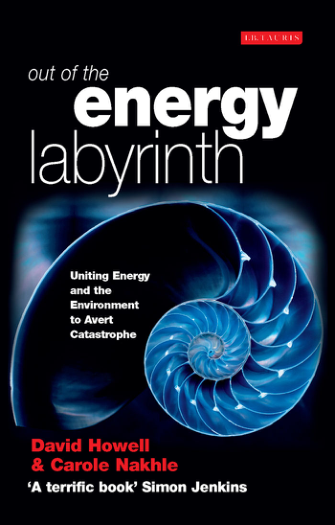 I.B.TAURIS
out of the
energy
labyrinth
Uniting Energy
and the
Environment
to Avert
Catastrophe
David Howell
& Carole Nakhle
‘A terrific book’ Simon Jenkins